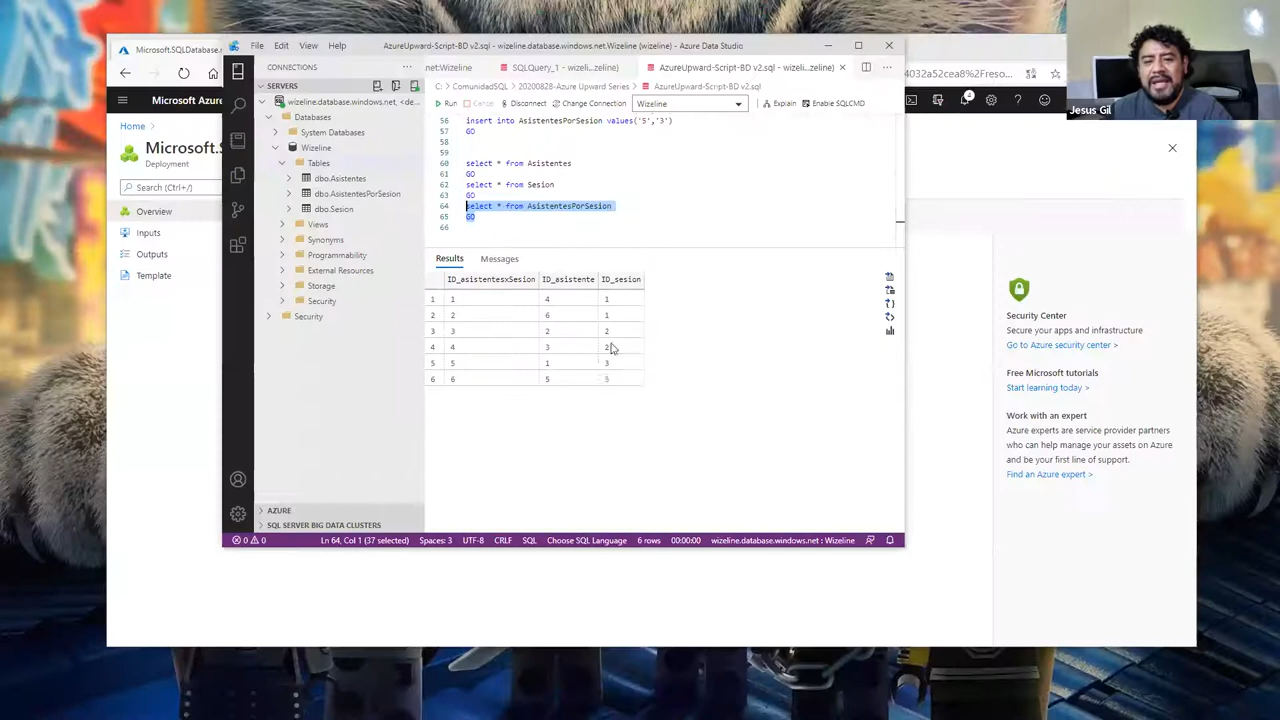 Microsoft.SQLDatabase.
File Edit View Help
AzureUpward-Script-BD v2.sql - wizeline.database.windows.net.Wizeline (wizeline) - Azure Data Studio
CONNECTIONS
.net:Wizeline
SQLQuery_1 - wizeli...zeline)
AzureUpward-Script-BD v2.sql - wizeli...zeline)
4032a52cea8%2Freso...
SERVERS
C: > ComunidadSQL > 20200828-Azure Upward Series > AzureUpward-Script-BD v2.sql
Microsoft Azur
wizeline.database.windows.net, <de...
Run Cancel Disconnect Change Connection Wizeline Explain Enable SQLCMD
4
Jesus Gil
Databases
System Databases
Wizeline
Tables
dbo.Asistentes
dbo.AsistentesPorSesion
dbo.Sesion
Views
Synonyms
Programmability
External Resources
Storage
Security
Security
AZURE
SQL SERVER BIG DATA CLUSTERS
56 insert into AsistentesPorSesion values('5','3')
57 GO
58
59
60 select * from Asistentes
61 GO
62 select * from Sesion
63 GO
64 select * from AsistentesPorSesion
65 GO
66
Results Messages
ID_asistentesxSesion ID_asistente ID_sesion
1 1 4 1
2 2 6 1
3 3 2 2
4 4 3 2
5 5 1 3
6 6 5 3
0 0
Ln 64, Col 1 (37 selected) Spaces: 3 UTF-8 CRLF SQL Choose SQL Language 6 rows 00:00:00 wizeline.database.windows.net : Wizeline
Home >
Microsoft.S
Deployment
Search (Ctrl+/)
Overview
Inputs
Outputs
Template
Security Center
Secure your apps and infrastructure
Go to Azure security center >
Free Microsoft tutorials
Start learning today >
Work with an expert
Azure experts are service provider partners
who can help manage your assets on Azure
and be your first line of support.
Find an Azure expert >